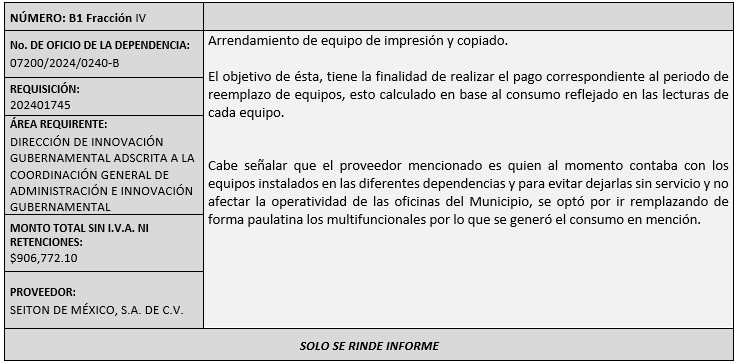 NÚMERO: B1 Fracción IV
No. DE OFICIO DE LA DEPENDENCIA:
07200/2024/0240-B
REQUISICIÓN:
202401745
ÁREA REQUIRENTE:
DIRECCIÓN DE INNOVACIÓN
GUBERNAMENTAL ADSCRITA A LA
COORDINACIÓN GENERAL DE
ADMINISTRACIÓN E INNOVACIÓN
GUBERNAMENTAL
MONTO TOTAL SIN I.V.A. NI
RETENCIONES:
$906,772.10
PROVEEDOR:
SEITON DE MÉXICO, S.A. DE C.V.
Arrendamiento de equipo de impresión y copiado.
El objetivo de ésta, tiene la finalidad de realizar el pago correspondiente al periodo de
reemplazo de equipos, esto calculado en base al consumo reflejado en las lecturas de
cada equipo.
Cabe señalar que el proveedor mencionado es quien al momento contaba con los
equipos instalados en las diferentes dependencias y para evitar dejarlas sin servicio y no
afectar la operatividad de las oficinas del Municipio, se optó por ir remplazando de
forma paulatina los multifuncionales por lo que se generó el consumo en mención.
SOLO SE RINDE INFORME